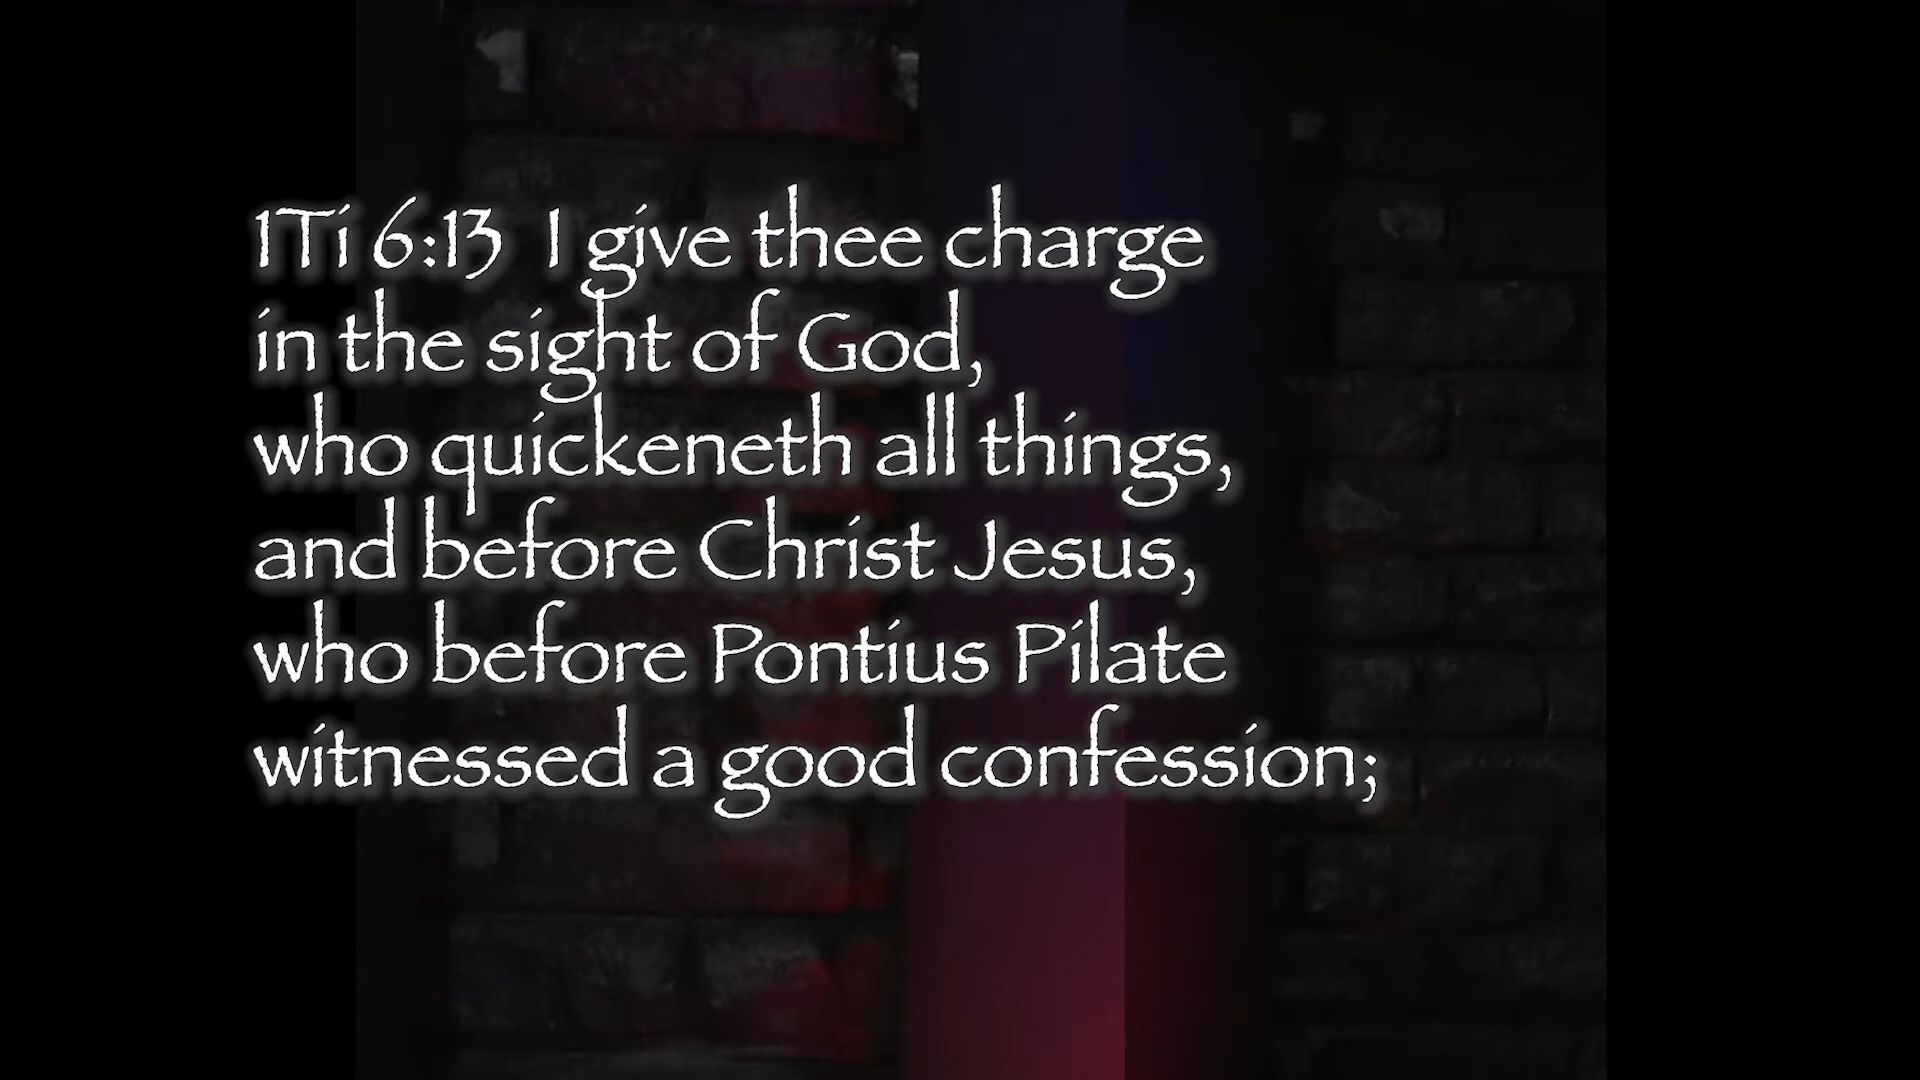 1Ti 6:13  I give thee charge
in the sight of God,
who quickeneth all things,
and before Christ Jesus,
who before Pontius Pilate
witnessed a good confession;